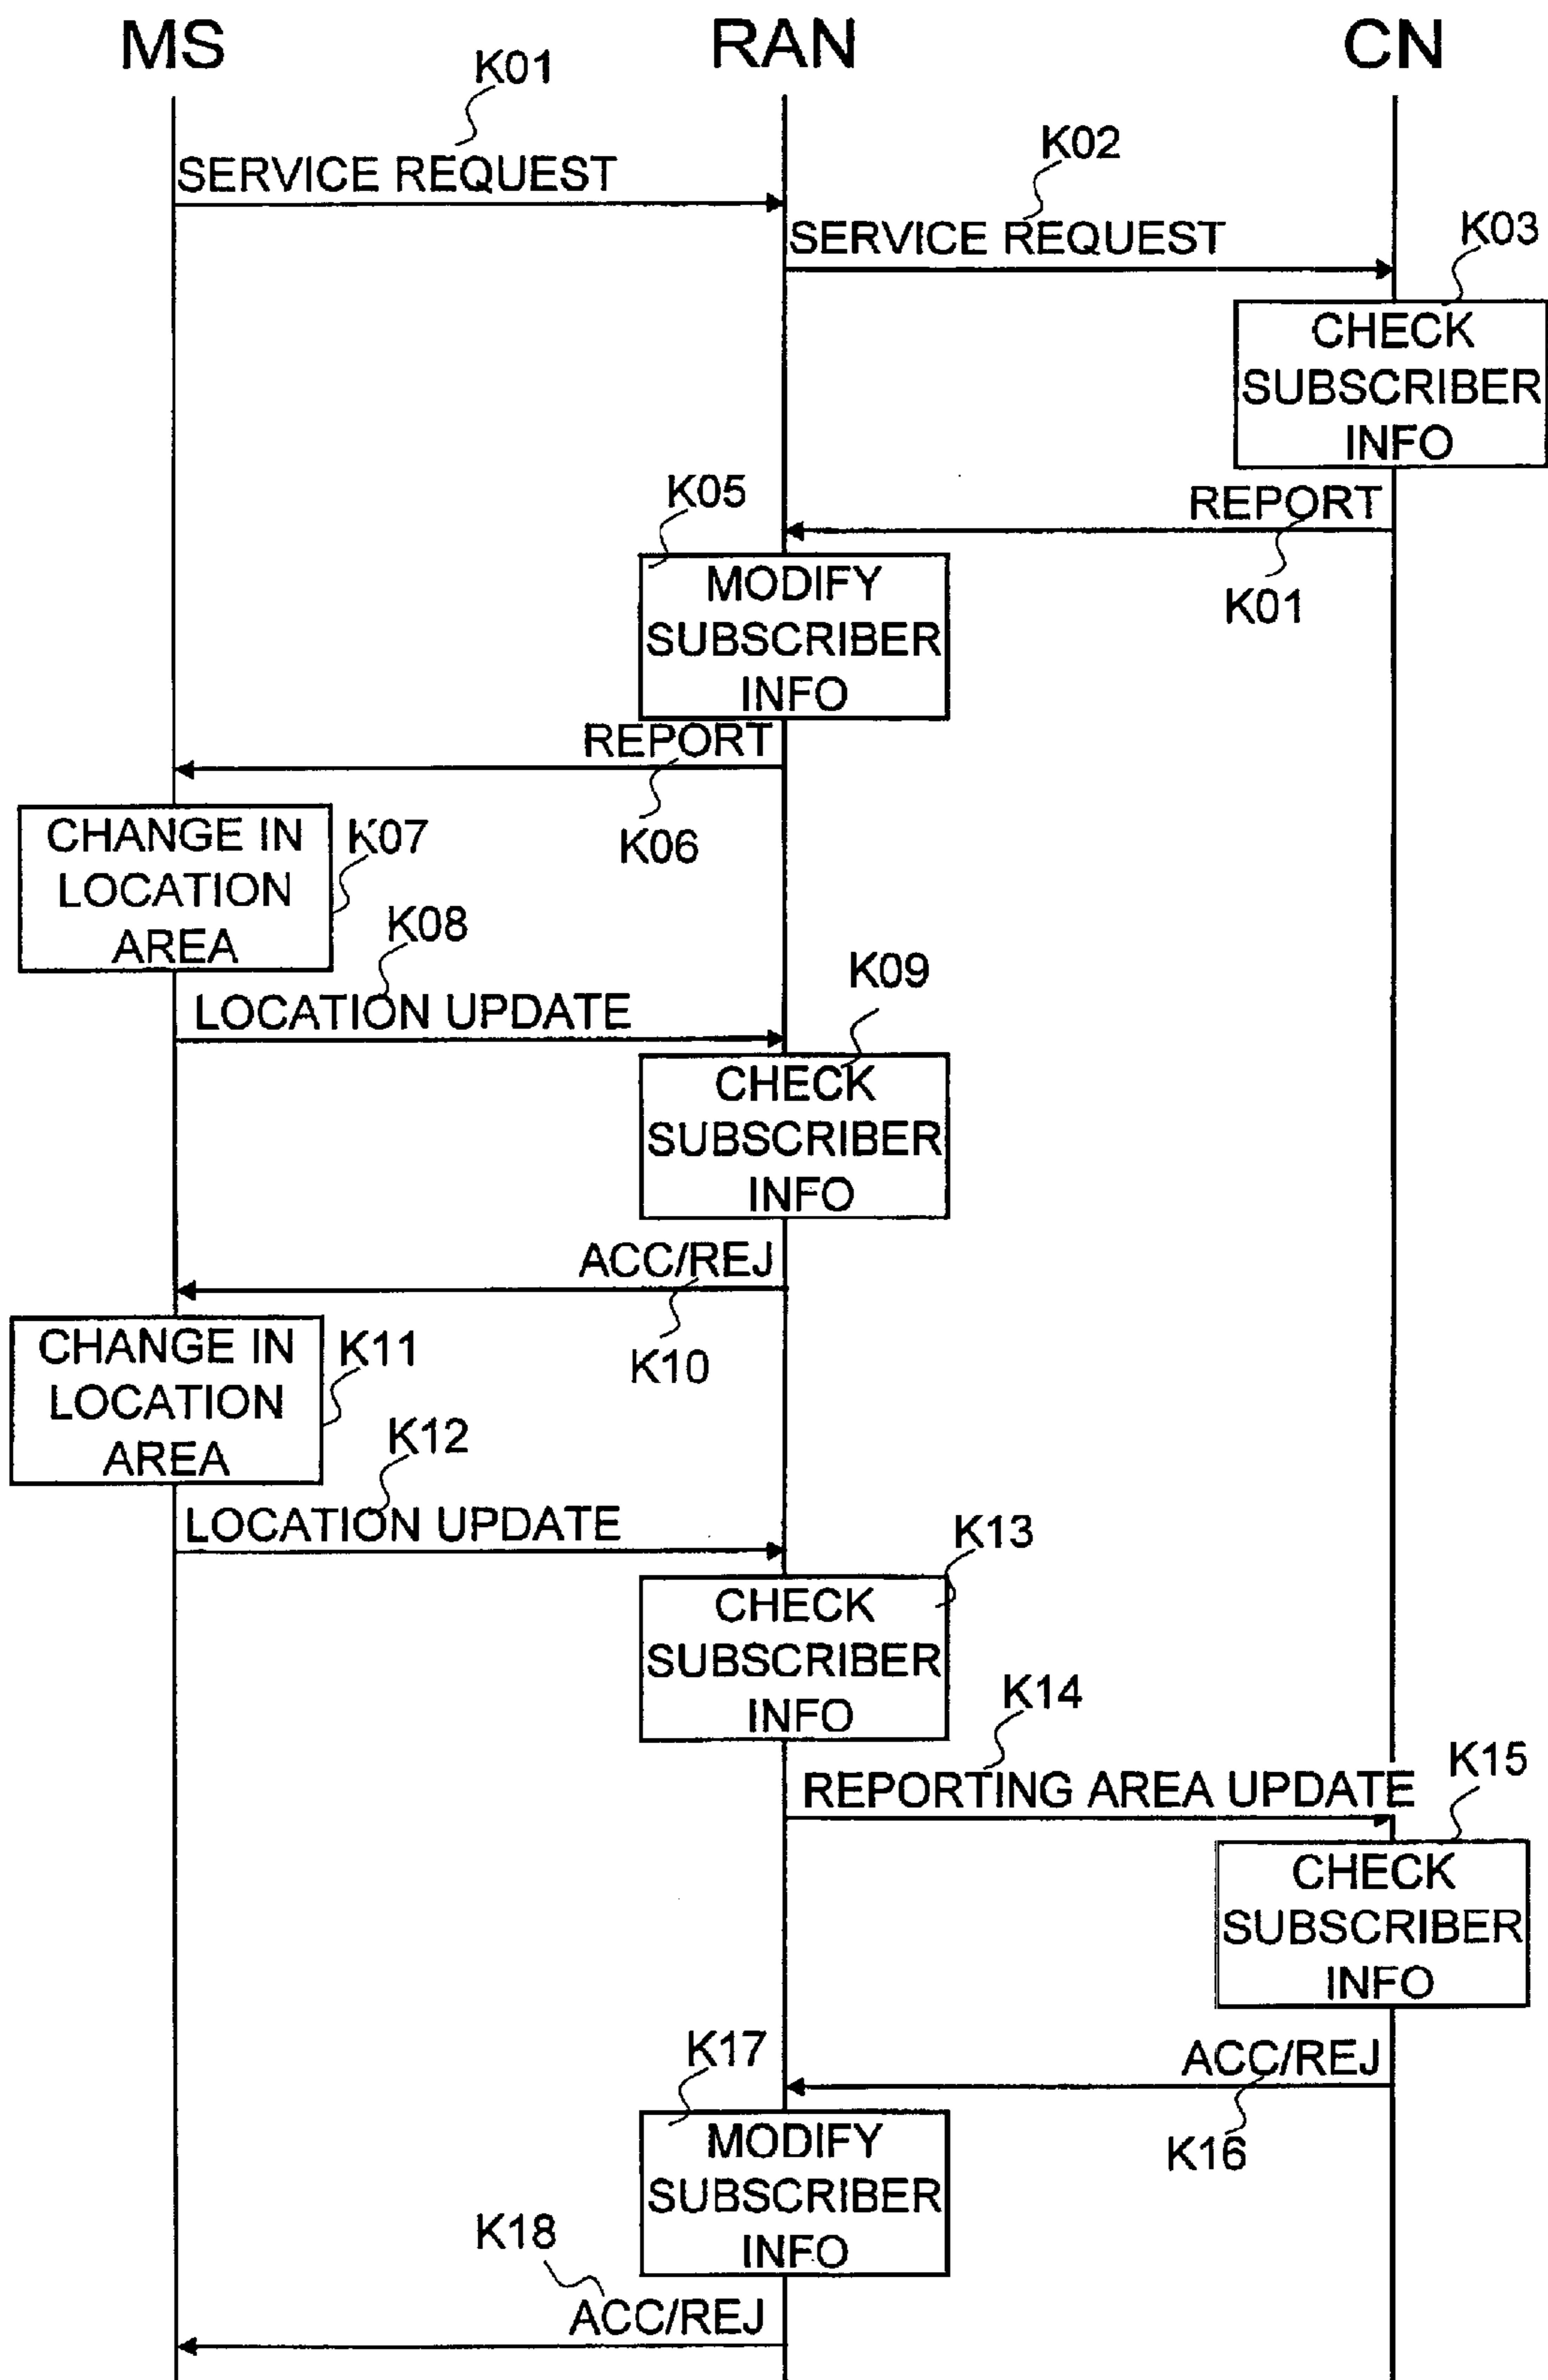 MS RAN CN
K01
SERVICE REQUEST
K02
SERVICE REQUEST
K03
CHECK
SUBSCRIBER
INFO
REPORT
K01
K05
MODIFY
SUBSCRIBER
INFO
REPORT
K06
CHANGE IN
LOCATION
AREA
K07
K08
LOCATION UPDATE
K09
CHECK
SUBSCRIBER
INFO
ACC/REJ
K10
CHANGE IN
LOCATION
AREA
K11
K12
LOCATION UPDATE
K13
CHECK
SUBSCRIBER
INFO
K14
REPORTING AREA UPDATE
K15
CHECK
SUBSCRIBER
INFO
ACC/REJ
K16
K17
MODIFY
SUBSCRIBER
INFO
K18
ACC/REJ